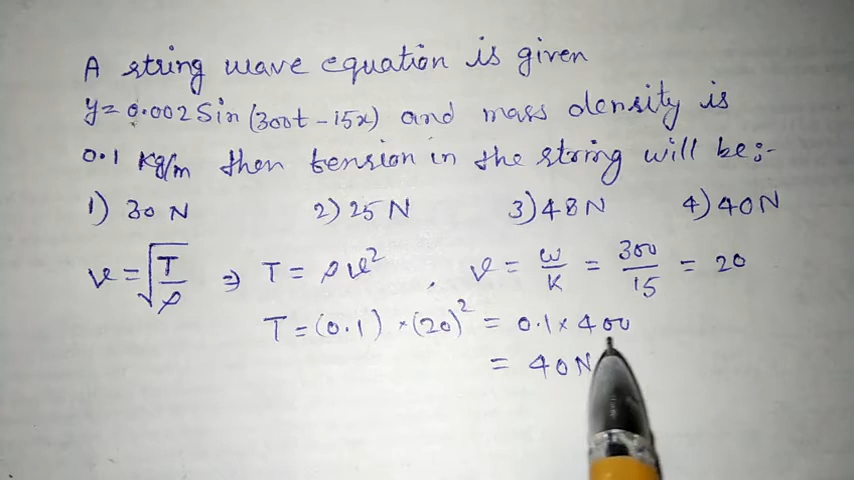 A string wave equation is given
y=0.002 Sin (300t - 15x) and mass density is
0.1 kg/m then tension in the string will be:-
1) 30 N 2) 25 N 3) 48N 4) 40N
v = √T/ρ ⇒ T = ρv² , v = ω/K = 300/15 = 20
T = (0.1) × (20)² = 0.1 × 400
= 40N